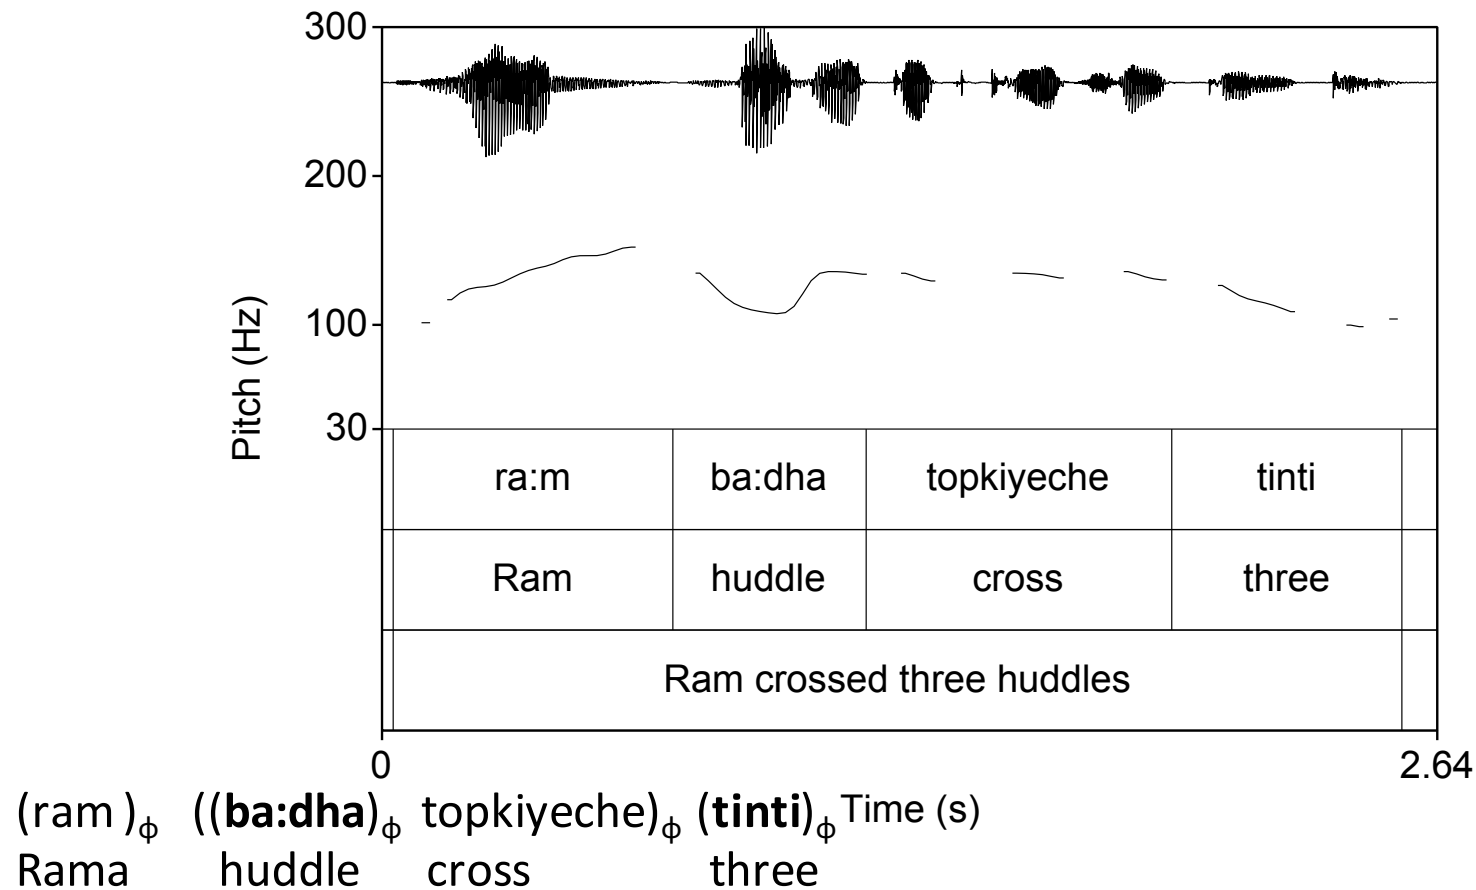 300
200
100
30
Pitch (Hz)
ra:m ba:dha topkiyeche tinti
Ram huddle cross three
Ram crossed three huddles
0 2.64
Time (s)
(ram )ϕ ((ba:dha)ϕ topkiyeche)ϕ (tinti)ϕ
Rama huddle cross three